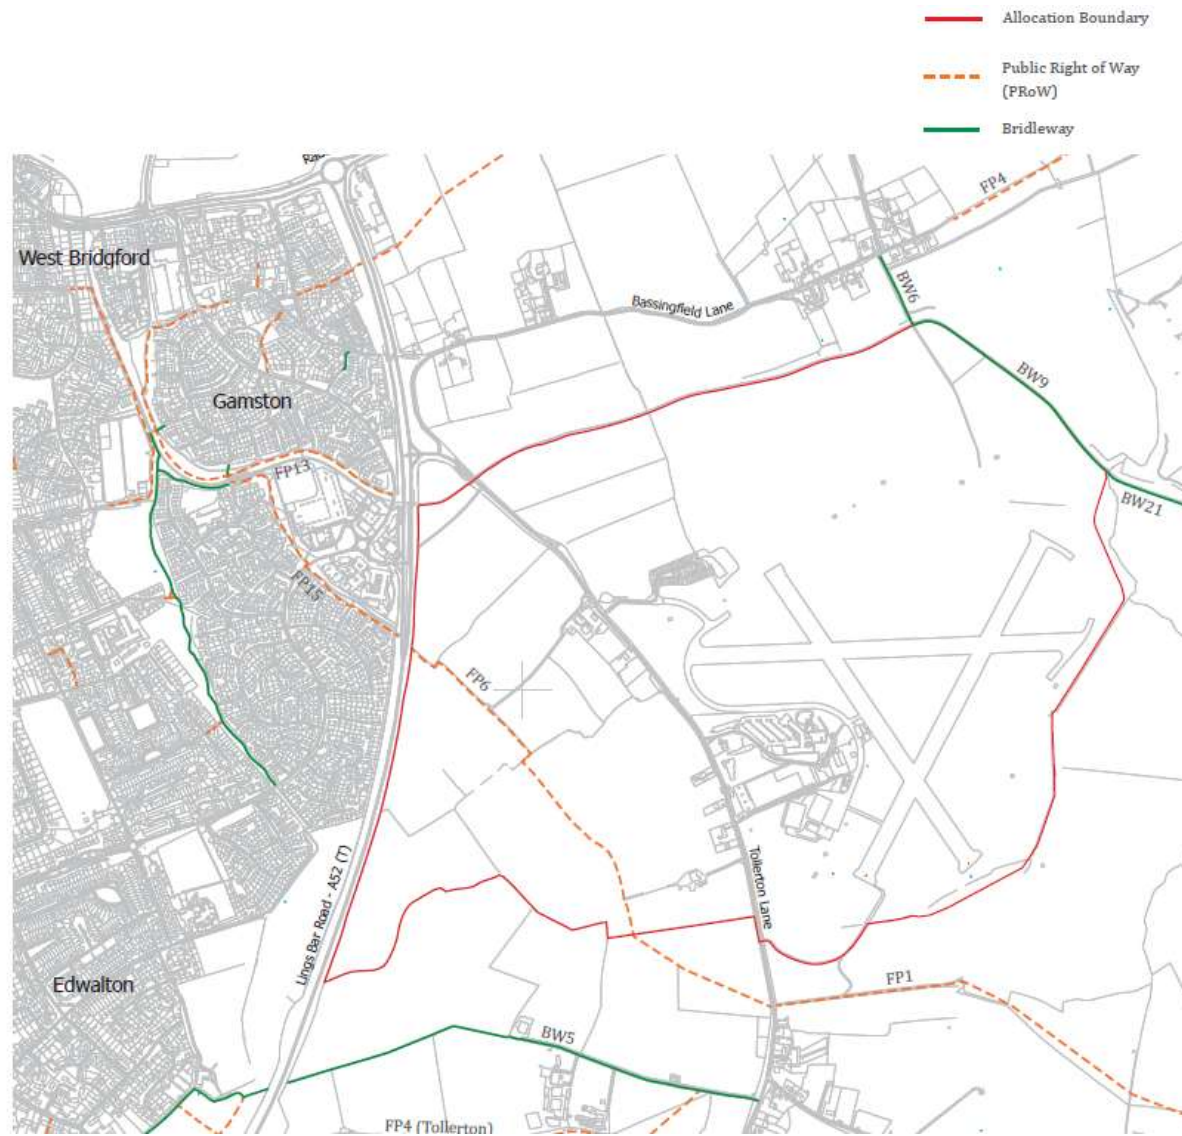 Allocation Boundary
Public Right of Way
(PRoW)
Bridleway
Road
FP4
West Bridgford
BW6
Bassingfield Lane
BW9
Gamston
FP13
BW21
FP15
FP6
Tollerton Lane
Lings Bar Road - A52 (T)
Edwalton
FP1
BW5
FP4 (Tollerton)